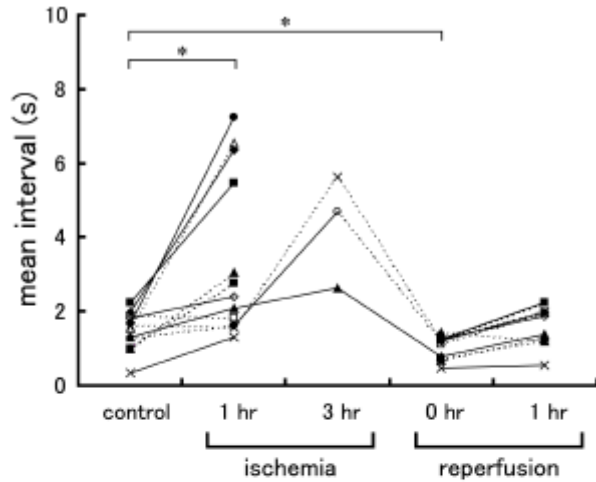 10
*
*
8
6
4
2
0
mean interval (s)
control 1 hr 3 hr 0 hr 1 hr
ischemia reperfusion